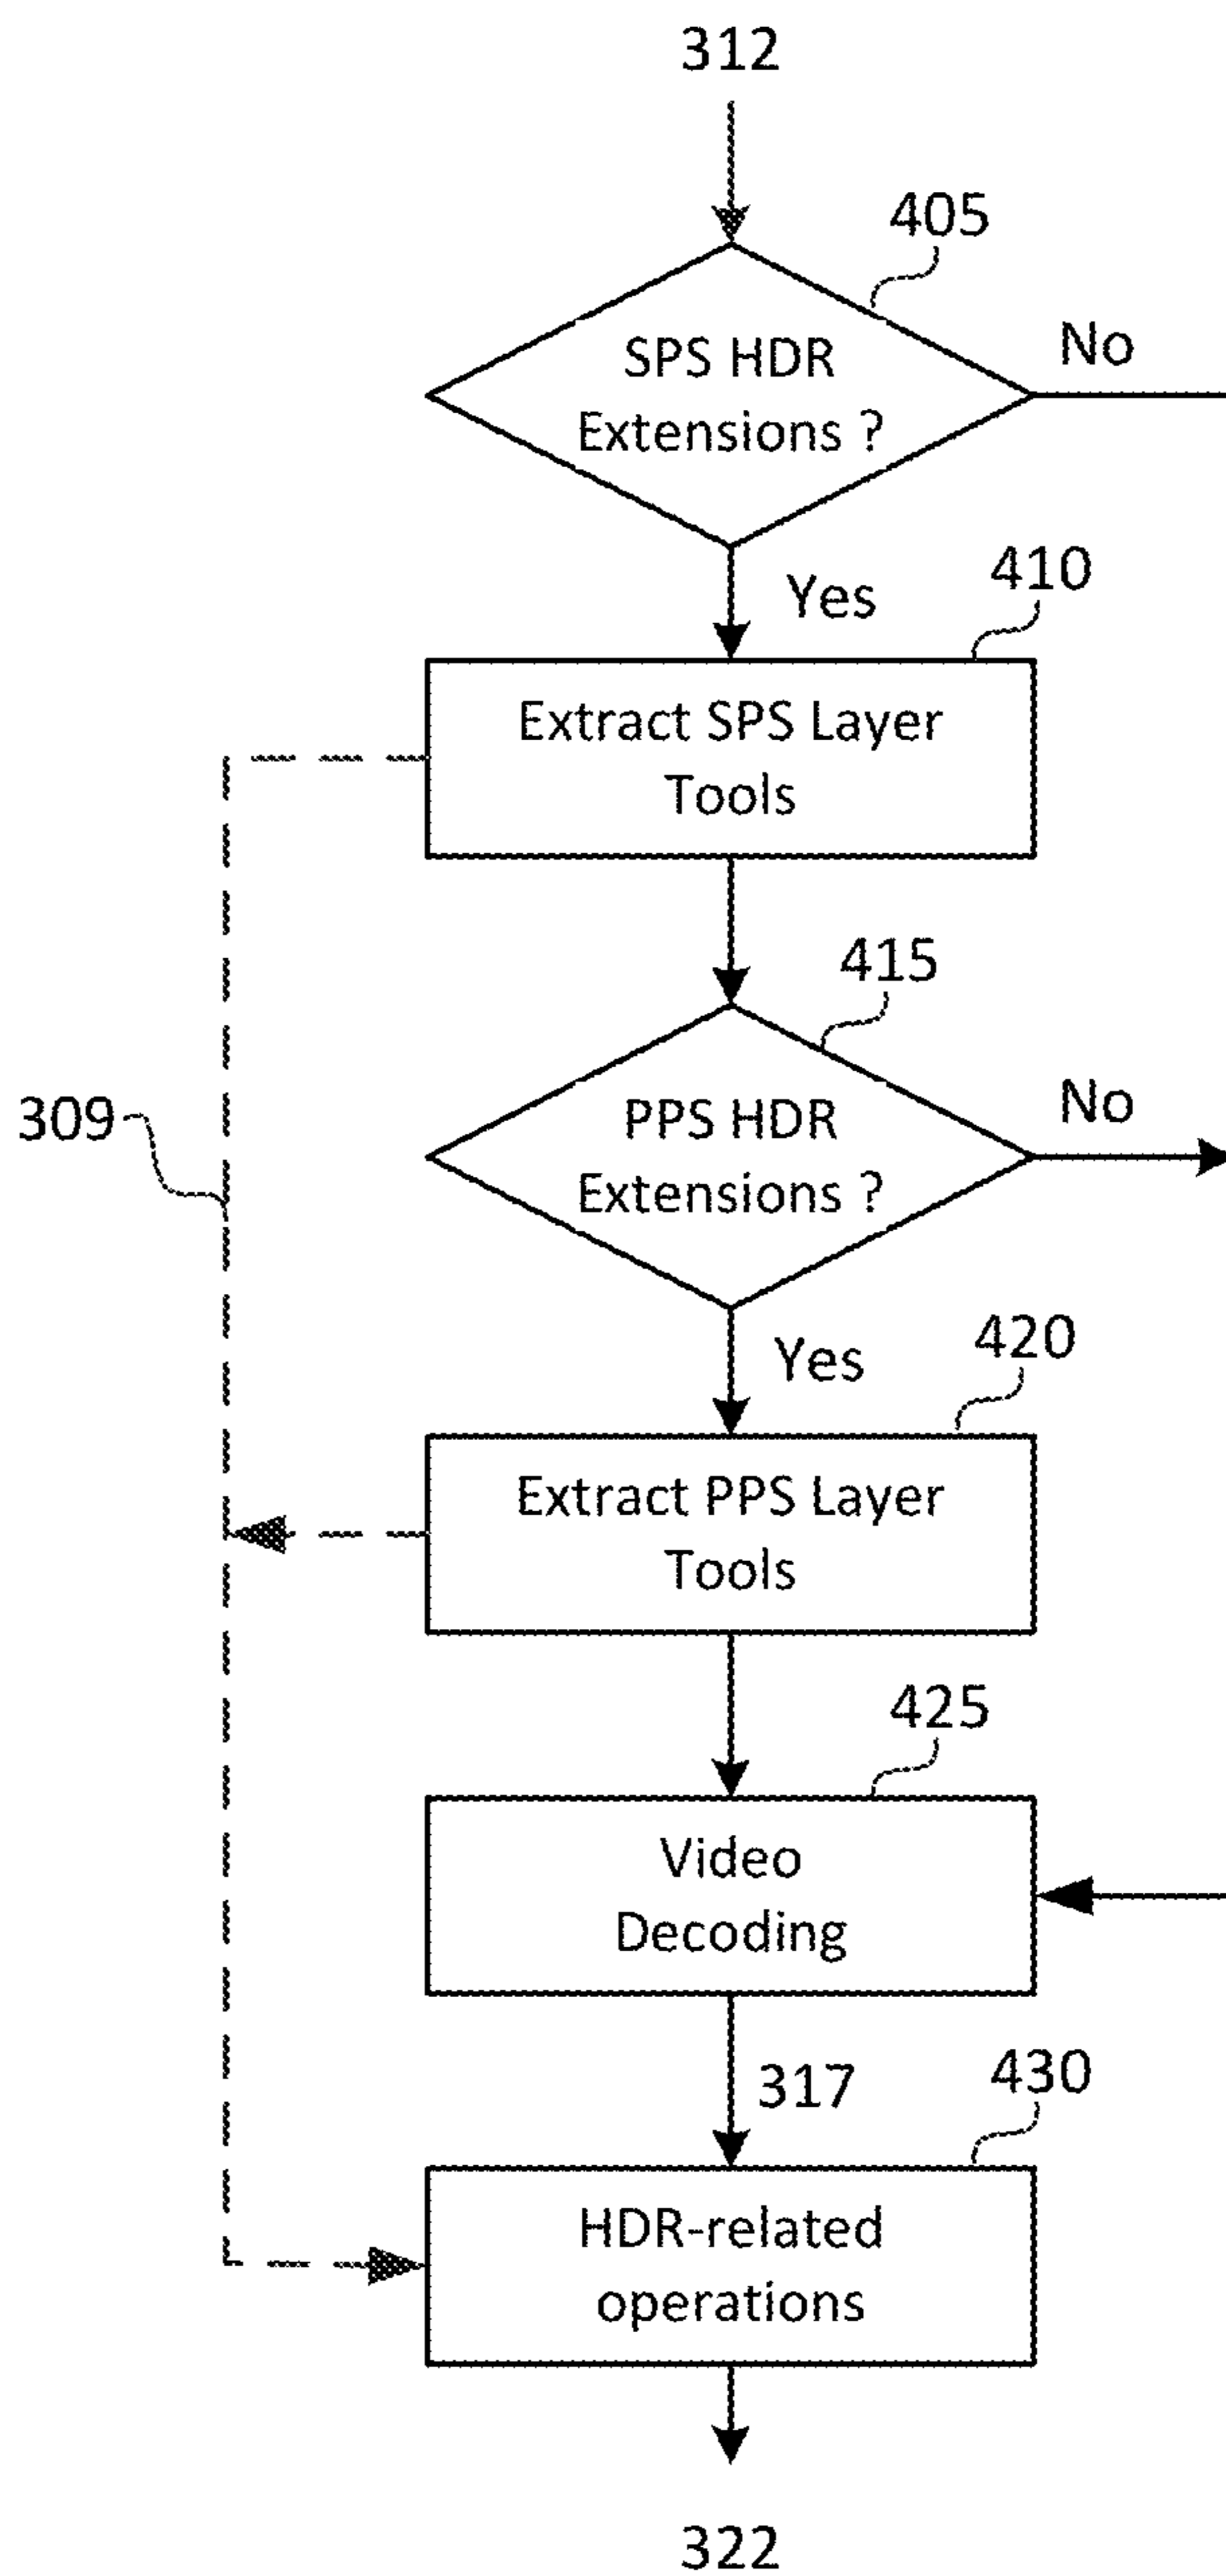 312
405
SPS HDR
Extensions ?
No
Yes
410
Extract SPS Layer
Tools
415
309
PPS HDR
Extensions ?
No
Yes
420
Extract PPS Layer
Tools
425
Video
Decoding
317
430
HDR-related
operations
322